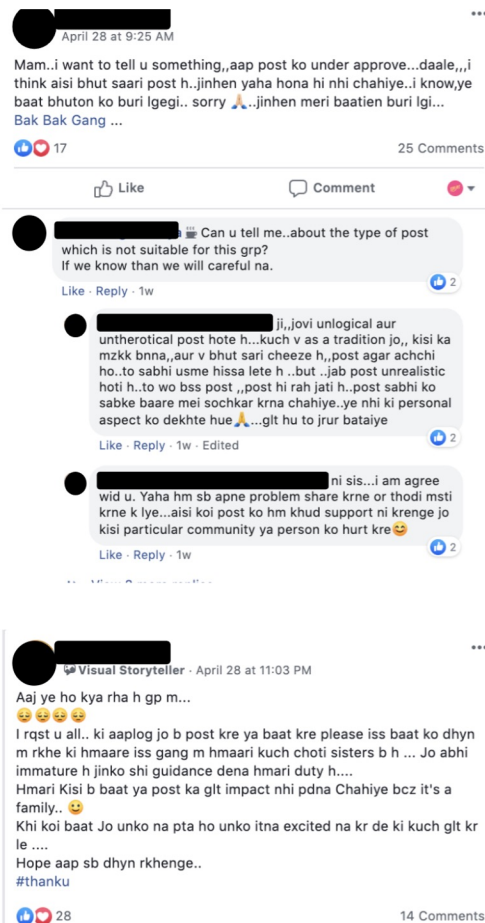 April 28 at 9:25 AM
Mam..i want to tell u something,,aap post ko under approve...daale,,,i
think aisi bhut saari post h..jinhen yaha hona hi nhi chahiye..i know,ye
baat bhuton ko buri lgegi.. sorry 🙏..jinhen meri baatien buri lgi...
Bak Bak Gang ...
17
25 Comments
Like
Comment
Can u tell me..about the type of post
which is not suitable for this grp?
If we know than we will careful na.
2
Like · Reply · 1w
ji,,jovi unlogical aur
untherotical post hote h...kuch v as a tradition jo,, kisi ka
mzkk bnna,,aur v bhut sari cheeze h,,post agar achchi
ho..to sabhi usme hissa lete h ..but ..jab post unrealistic
hoti h..to wo bss post ,,post hi rah jati h..post sabhi ko
sabke baare mei sochkar krna chahiye..ye nhi ki personal
aspect ko dekhte hue🙏...glt hu to jrur bataiye
2
Like · Reply · 1w · Edited
ni sis...i am agree
wid u. Yaha hm sb apne problem share krne or thodi msti
krne k lye...aisi koi post ko hm khud support ni krenge jo
kisi particular community ya person ko hurt kre😊
2
Like · Reply · 1w
Visual Storyteller · April 28 at 11:03 PM
Aaj ye ho kya rha h gp m...
😔😔😔😔
I rqst u all.. ki aaplog jo b post kre ya baat kre please iss baat ko dhyn
m rkhe ki hmaare iss gang m hmaari kuch choti sisters b h ... Jo abhi
immature h jinko shi guidance dena hmari duty h....
Hmari Kisi b baat ya post ka glt impact nhi pdna Chahiye bcz it's a
family.. 🙂
Khi koi baat Jo unko na pta ho unko itna excited na kr de ki kuch glt kr
le ....
Hope aap sb dhyn rkhenge..
#thanku
28
14 Comments